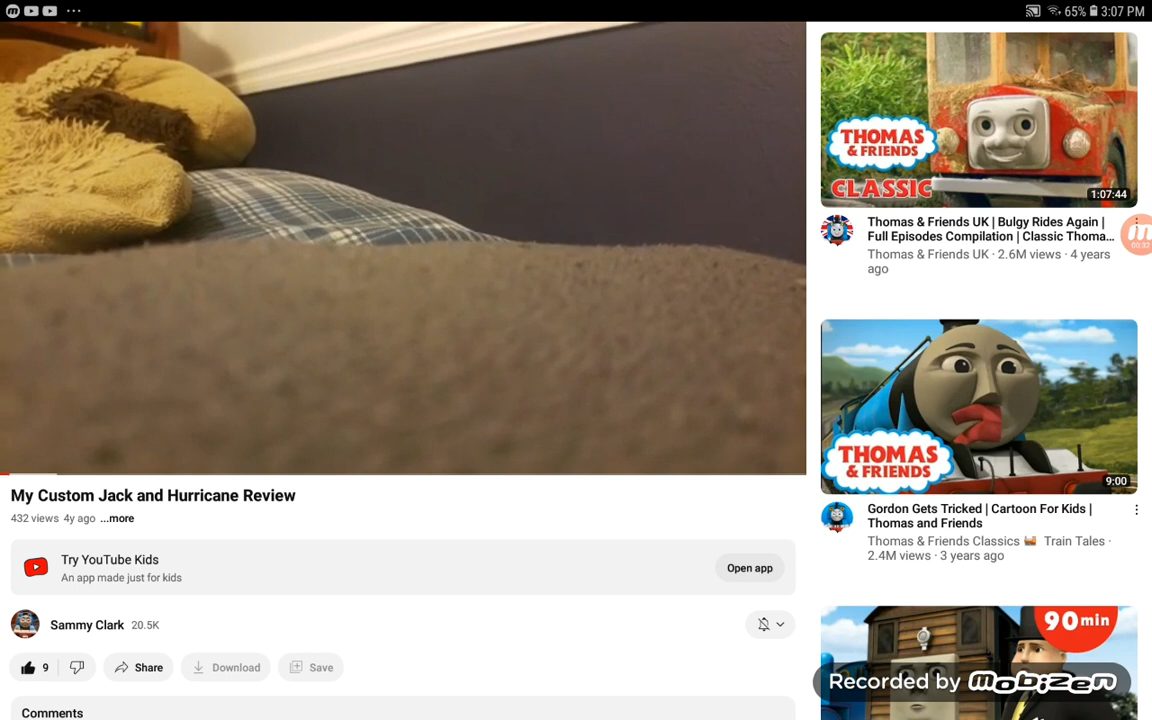 65% 3:07 PM
THOMAS
& FRIENDS
CLASSIC
1:07:44
Thomas & Friends UK | Bulgy Rides Again |
Full Episodes Compilation | Classic Thoma...
Thomas & Friends UK · 2.6M views · 4 years
ago
THOMAS
& FRIENDS
9:00
Gordon Gets Tricked | Cartoon For Kids |
Thomas and Friends
Thomas & Friends Classics 🚂 Train Tales ·
2.4M views · 3 years ago
90min
Recorded by mobizen
My Custom Jack and Hurricane Review
432 views 4y ago ...more
Try YouTube Kids
An app made just for kids
Open app
Sammy Clark 20.5K
9 Share Download Save
Comments